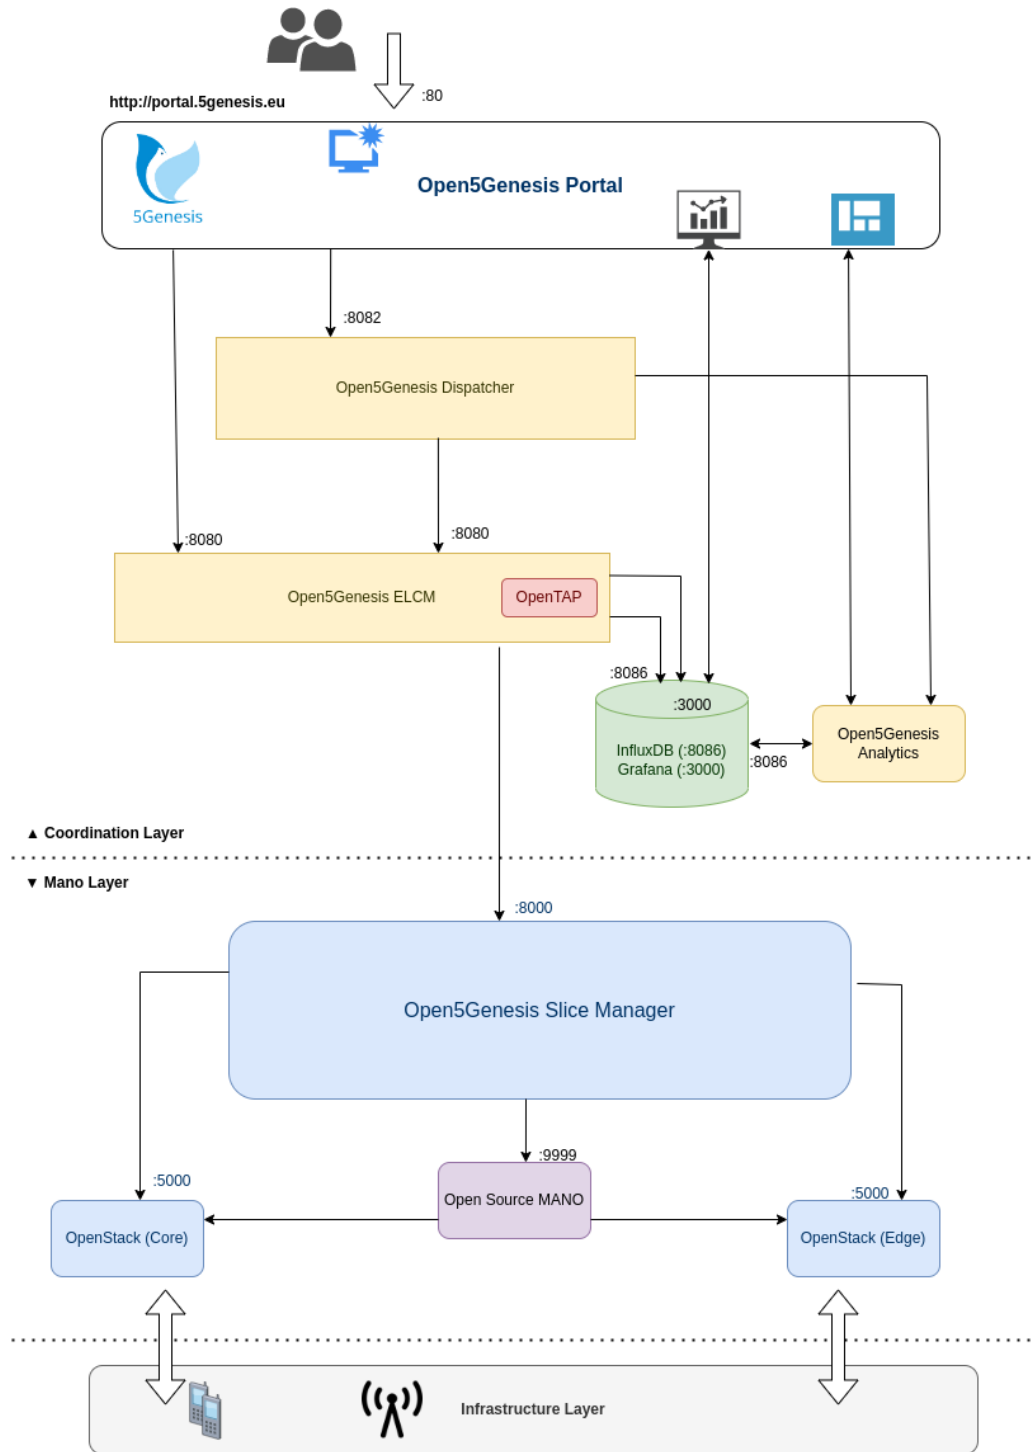 :80
http://portal.5genesis.eu
Open5Genesis Portal
5Genesis
:8082
Open5Genesis Dispatcher
:8080
:8080
Open5Genesis ELCM
OpenTAP
:8086
:3000
InfluxDB (:8086)
Grafana (:3000)
:8086
Open5Genesis
Analytics
▲ Coordination Layer
▼ Mano Layer
:8000
Open5Genesis Slice Manager
:9999
:5000
Open Source MANO
:5000
OpenStack (Core)
OpenStack (Edge)
Infrastructure Layer